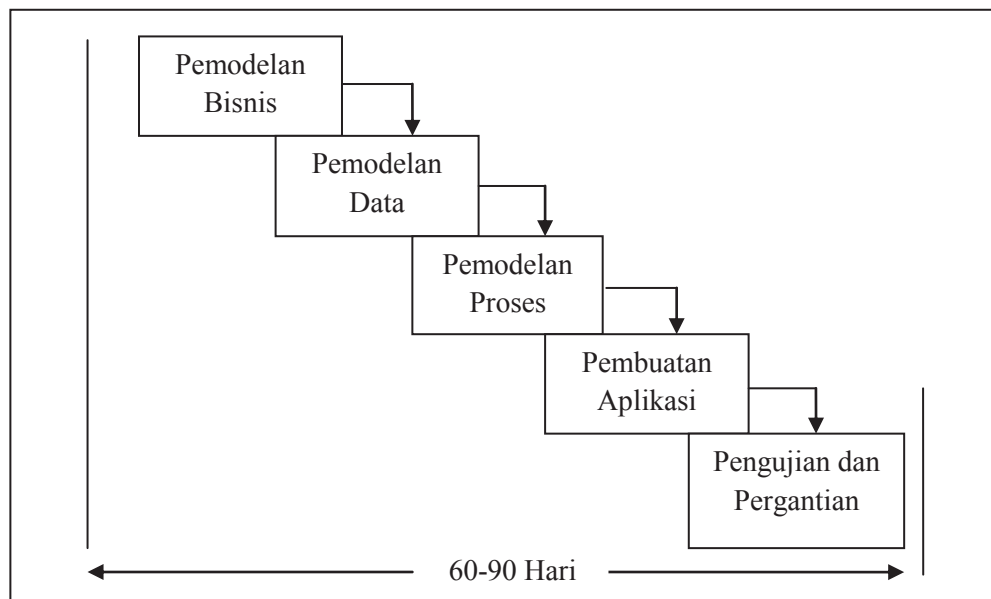 Pemodelan
Bisnis
Pemodelan
Data
Pemodelan
Proses
Pembuatan
Aplikasi
Pengujian dan
Pergantian
60-90 Hari